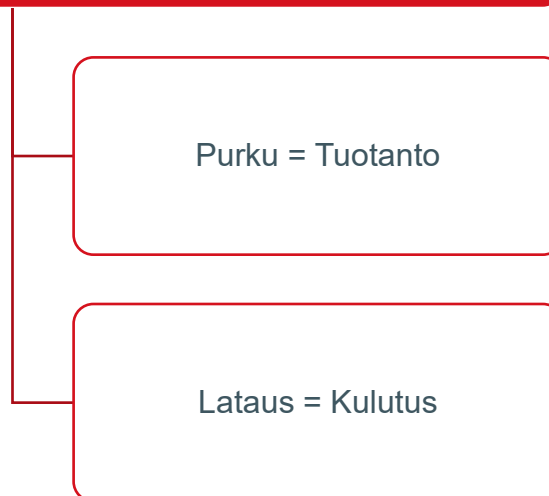 Purku = Tuotanto
Lataus = Kulutus